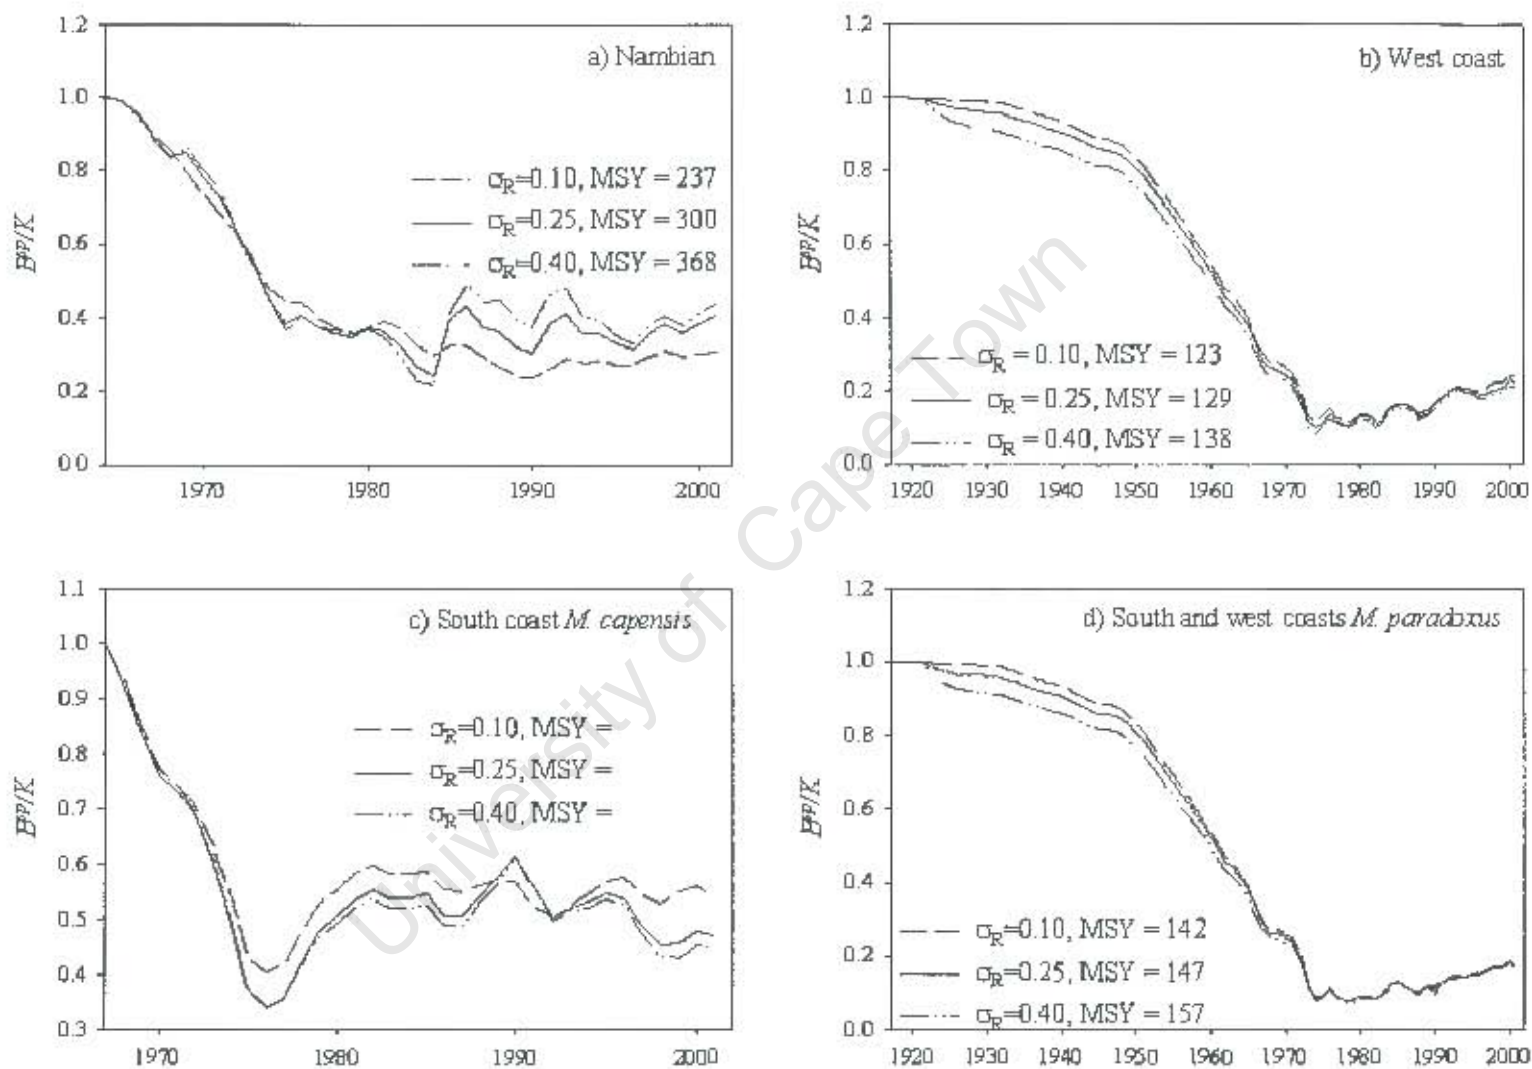 a) Nambian
1.2
1.0
0.8
0.6
0.4
0.2
0.0
B^sp/K
σR=0.10, MSY = 237
σR=0.25, MSY = 300
σR=0.40, MSY = 368
1970 1980 1990 2000
b) West coast
1.2
1.0
0.8
0.6
0.4
0.2
0.0
B^sp/K
σR = 0.10, MSY = 123
σR = 0.25, MSY = 129
σR = 0.40, MSY = 138
1920 1930 1940 1950 1960 1970 1980 1990 2000
c) South coast M. capensis
1.1
1.0
0.9
0.8
0.7
0.6
0.5
0.4
0.3
B^sp/K
σR=0.10, MSY =
σR=0.25, MSY =
σR=0.40, MSY =
1970 1980 1990 2000
d) South and west coasts M. paradoxus
1.2
1.0
0.8
0.6
0.4
0.2
0.0
B^sp/K
σR=0.10, MSY = 142
σR=0.25, MSY = 147
σR=0.40, MSY = 157
1920 1930 1940 1950 1960 1970 1980 1990 2000
University of Cape Town